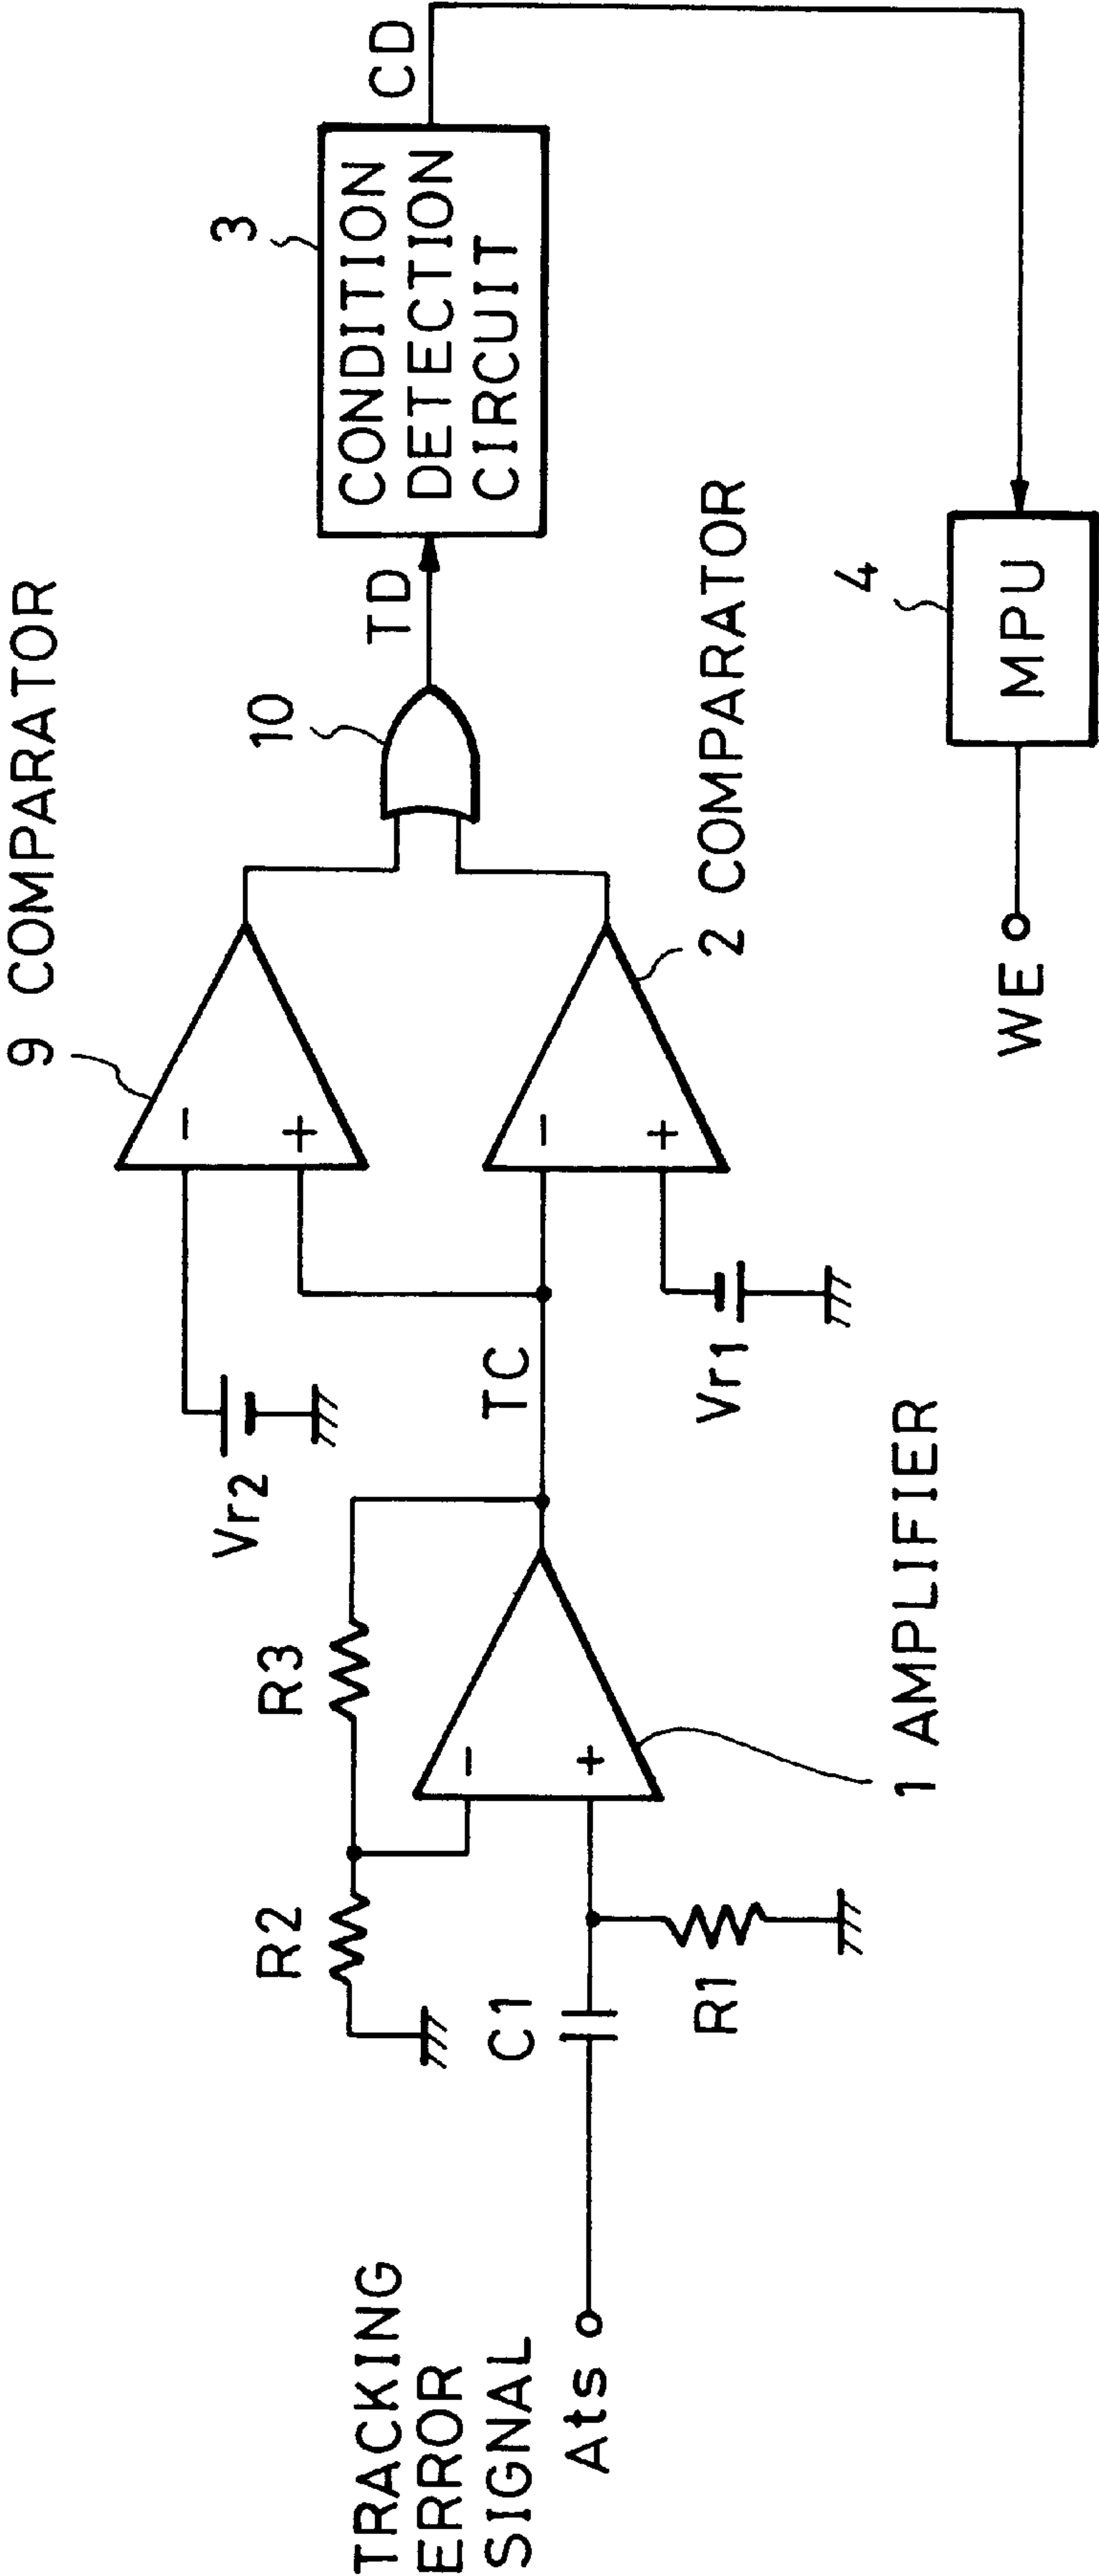 TRACKING
ERROR
SIGNAL
Ats
C1
R1
R2
R3
-
+
1 AMPLIFIER
TC
Vr2
Vr1
9 COMPARATOR
-
+
2 COMPARATOR
-
+
10
TD
3
CONDITION
DETECTION
CIRCUIT
CD
4
MPU
WE